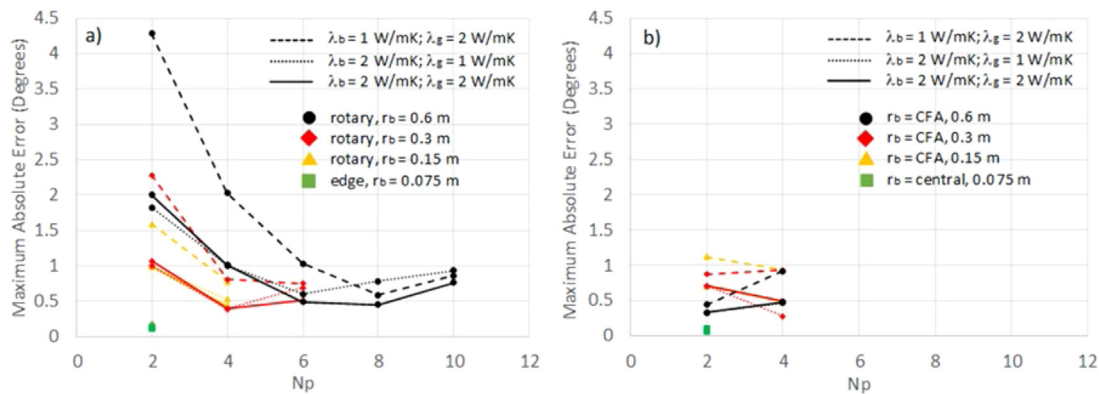 a)
Maximum Absolute Error (Degrees)
4.5
4
3.5
3
2.5
2
1.5
1
0.5
0
λb = 1 W/mK; λg = 2 W/mK
λb = 2 W/mK; λg = 1 W/mK
λb = 2 W/mK; λg = 2 W/mK
rotary, rb = 0.6 m
rotary, rb = 0.3 m
rotary, rb = 0.15 m
edge, rb = 0.075 m
0 2 4 6 8 10 12
Np
b)
Maximum Absolute Error (Degrees)
4.5
4
3.5
3
2.5
2
1.5
1
0.5
0
λb = 1 W/mK; λg = 2 W/mK
λb = 2 W/mK; λg = 1 W/mK
λb = 2 W/mK; λg = 2 W/mK
rb = CFA, 0.6 m
rb = CFA, 0.3 m
rb = CFA, 0.15 m
rb = central, 0.075 m
0 2 4 6 8 10 12
Np